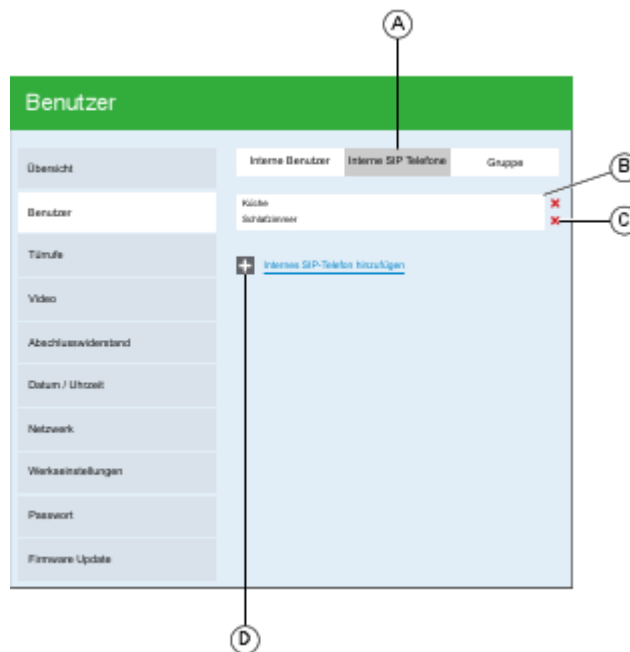 A
Benutzer
Übersicht
Benutzer
Türrufe
Video
Abschlusswiderstand
Datum / Uhrzeit
Netzwerk
Werkseinstellungen
Passwort
Firmware Update
Interne Benutzer
Interne SIP Telefone
Gruppe
Küche
Schlafzimmer
B
C
Internes SIP-Telefon hinzufügen
D